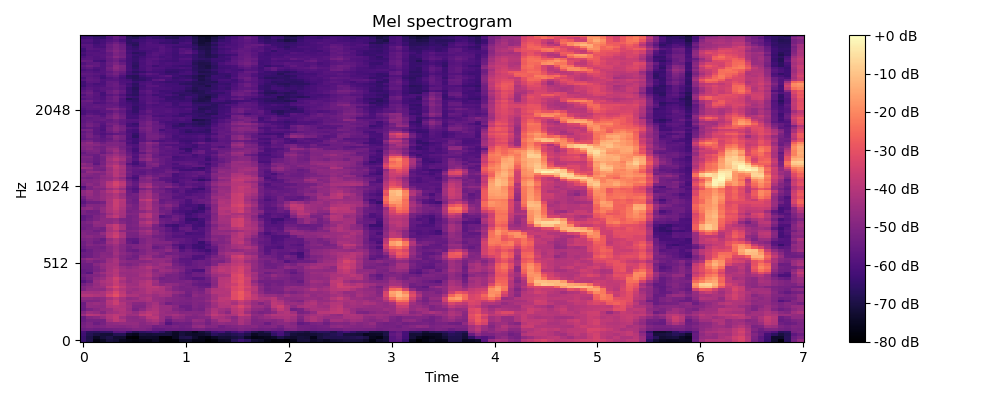 Mel spectrogram
+0 dB
2048
-10 dB
-20 dB
-30 dB
Hz
1024
-40 dB
-50 dB
512
-60 dB
-70 dB
0
-80 dB
0 1 2 3 4 5 6 7
Time